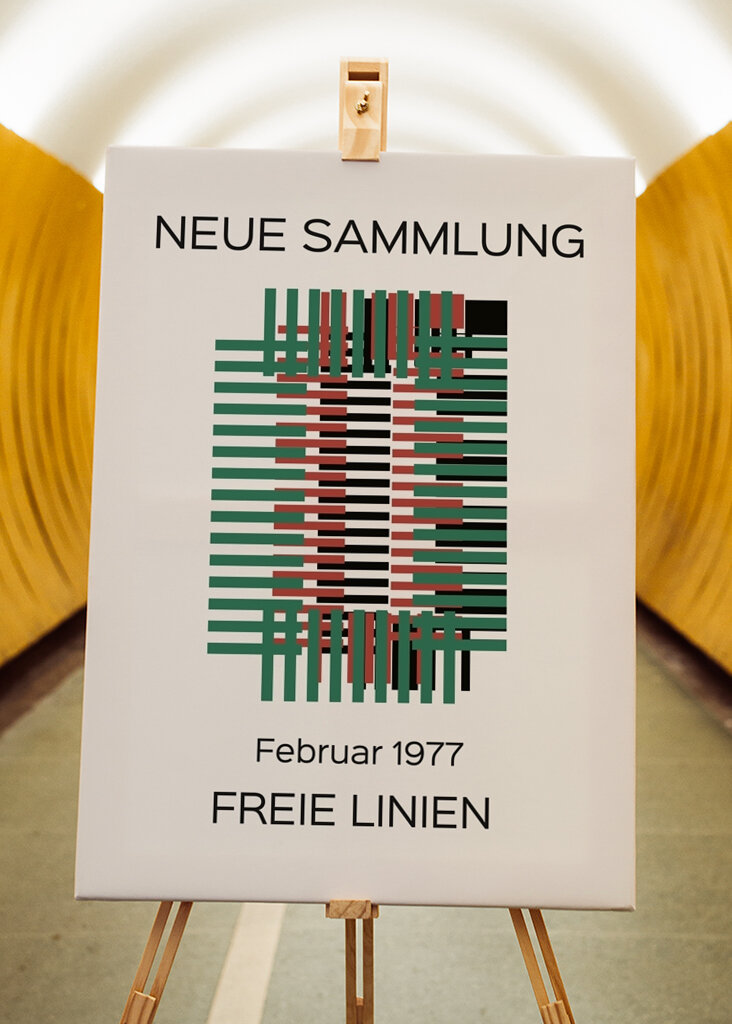 NEUE SAMMLUNG
Februar 1977
FREIE LINIEN